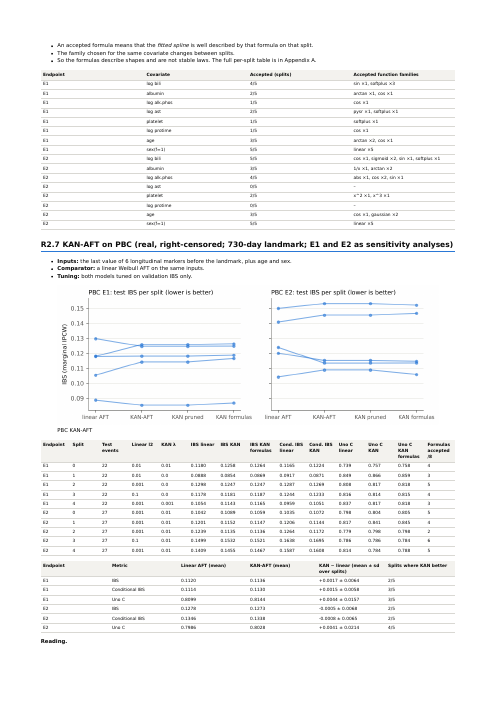 An accepted formula means that the fitted spline is well described by that formula on that split.
The family chosen for the same covariate changes between splits.
So the formulas describe shapes and are not stable laws. The full per-split table is in Appendix A.
Endpoint Covariate Accepted (splits) Accepted function families
E1 log bili 4/5 sin ×1, softplus ×3
E1 albumin 2/5 arctan ×1, cos ×1
E1 log alk.phos 1/5 cos ×1
E1 log ast 2/5 pysr ×1, softplus ×1
E1 platelet 1/5 softplus ×1
E1 log protime 1/5 cos ×1
E1 age 3/5 arctan ×2, cos ×1
E1 sex(f=1) 5/5 linear ×5
E2 log bili 5/5 cos ×1, sigmoid ×2, sin ×1, softplus ×1
E2 albumin 3/5 1/x ×1, arctan ×2
E2 log alk.phos 4/5 abs ×1, cos ×2, sin ×1
E2 log ast 0/5 –
E2 platelet 2/5 x^2 ×1, x^3 ×1
E2 log protime 0/5 –
E2 age 3/5 cos ×1, gaussian ×2
E2 sex(f=1) 5/5 linear ×5
R2.7 KAN-AFT on PBC (real, right-censored; 730-day landmark; E1 and E2 as sensitivity analyses)
Inputs: the last value of 6 longitudinal markers before the landmark, plus age and sex.
Comparator: a linear Weibull AFT on the same inputs.
Tuning: both models tuned on validation IBS only.
PBC E1: test IBS per split (lower is better)
PBC E2: test IBS per split (lower is better)
IBS (marginal IPCW)
0.15
0.14
0.13
0.12
0.11
0.10
0.09
linear AFT KAN-AFT KAN pruned KAN formulas
linear AFT KAN-AFT KAN pruned KAN formulas
PBC KAN-AFT
Endpoint Split Test events Linear l2 KAN λ IBS linear IBS KAN IBS KAN formulas Cond. IBS linear Cond. IBS KAN Uno C linear Uno C KAN Uno C KAN formulas Formulas accepted /8
E1 0 22 0.01 0.01 0.1180 0.1258 0.1264 0.1165 0.1224 0.739 0.757 0.758 4
E1 1 22 0.01 0.01 0.0888 0.0854 0.0869 0.0917 0.0871 0.866 0.866 0.859 3
E1 2 22 0.001 0.01 0.1298 0.1247 0.1247 0.1287 0.1269 0.808 0.817 0.818 5
E1 3 22 0.1 0.01 0.1178 0.1181 0.1187 0.1244 0.1233 0.816 0.814 0.815 4
E1 4 22 0.001 0.001 0.1054 0.1143 0.1165 0.0959 0.1051 0.837 0.817 0.818 3
E2 0 27 0.001 0.01 0.1042 0.1089 0.1059 0.1035 0.1072 0.798 0.804 0.805 5
E2 1 27 0.001 0.01 0.1201 0.1152 0.1147 0.1206 0.1144 0.817 0.841 0.845 4
E2 2 27 0.001 0.01 0.1239 0.1135 0.1136 0.1264 0.1172 0.790 0.798 0.798 2
E2 3 27 0.1 0.01 0.1499 0.1532 0.1521 0.1638 0.1695 0.786 0.786 0.784 6
E2 4 27 0.001 0.01 0.1409 0.1455 0.1467 0.1587 0.1608 0.814 0.784 0.788 5
Endpoint Metric Linear AFT (mean) KAN-AFT (mean) KAN − linear (mean ± sd over splits) Splits where KAN better
E1 IBS 0.1120 0.1136 +0.0017 ± 0.0064 2/5
E1 Conditional IBS 0.1114 0.1130 +0.0015 ± 0.0058 3/5
E1 Uno C 0.8099 0.8144 +0.0044 ± 0.0157 3/5
E2 IBS 0.1278 0.1273 -0.0005 ± 0.0068 2/5
E2 Conditional IBS 0.1346 0.1338 -0.0008 ± 0.0065 2/5
E2 Uno C 0.7986 0.8028 +0.0041 ± 0.0214 4/5
Reading.